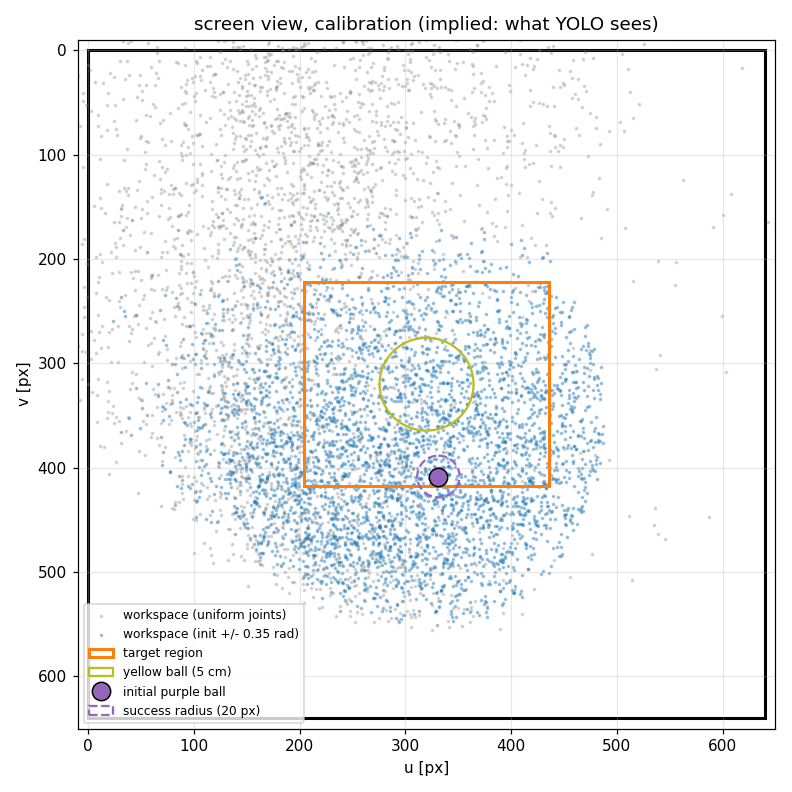 screen view, calibration (implied: what YOLO sees)
0
100
200
300
400
500
600
v [px]
workspace (uniform joints)
workspace (init +/- 0.35 rad)
target region
yellow ball (5 cm)
initial purple ball
success radius (20 px)
0 100 200 300 400 500 600
u [px]